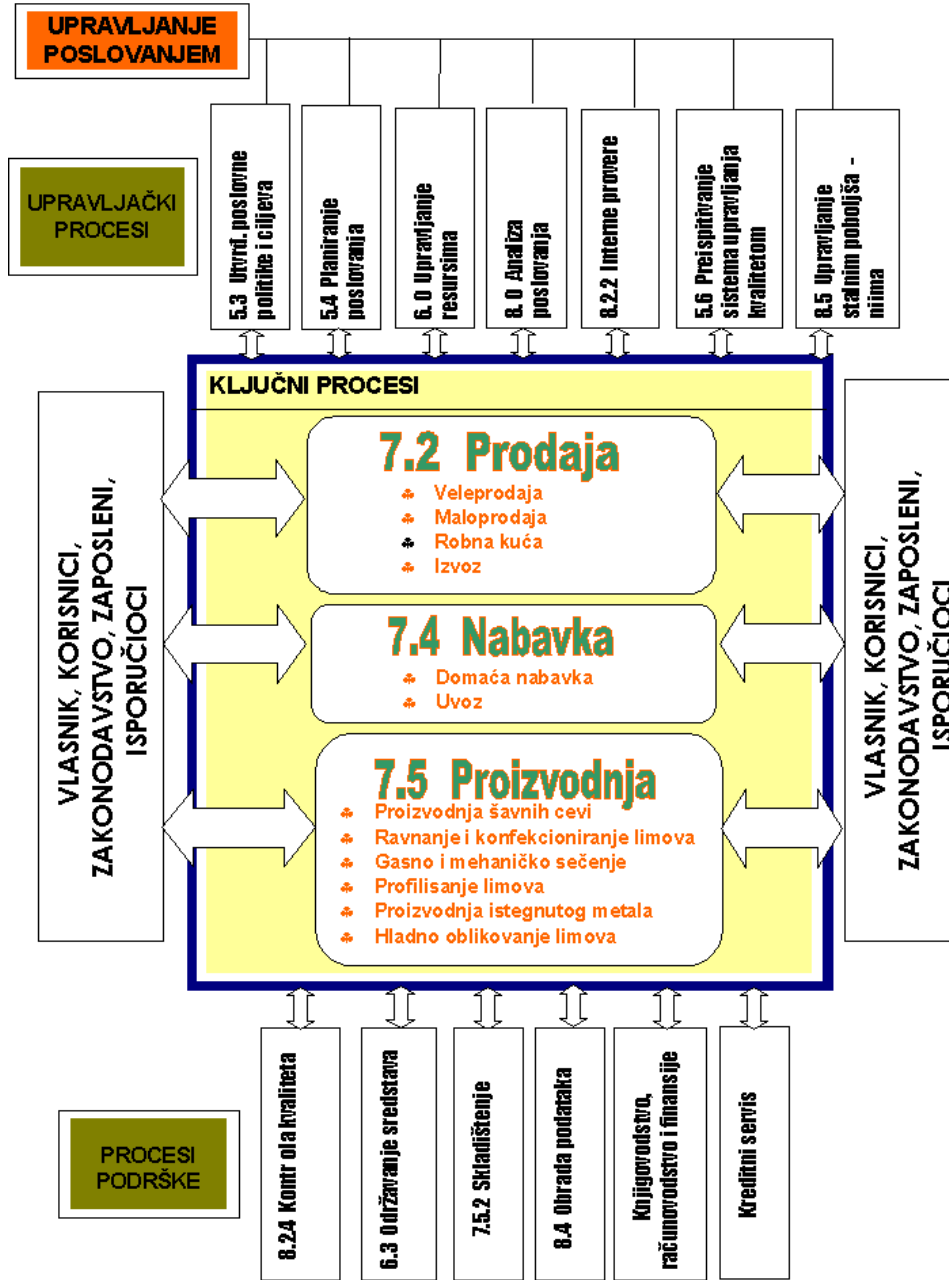 UPRAVLJANJE
POSLOVANJEM
UPRAVLJAČKI
PROCESI
5.3 Utvrd. poslovne
politike i ciljeva
5.4 Planiranje
poslovanja
6. 0 Upravljanje
resursima
8. 0 Analiza
poslovanja
8.2.2 Interne provere
5.6 Preispitivanje
sistema upravljanja
kvalitetom
8.5 Upravljanje
stalnim poboljša -
njima
KLJUČNI PROCESI
VLASNIK, KORISNICI,
ZAKONODAVSTVO, ZAPOSLENI,
ISPORUČIOCI
7.2 Prodaja
Veleprodaja
Maloprodaja
Robna kuća
Izvoz
7.4 Nabavka
Domaća nabavka
Uvoz
7.5 Proizvodnja
Proizvodnja šavnih cevi
Ravnanje i konfekcioniranje limova
Gasno i mehaničko sečenje
Profilisanje limova
Proizvodnja istegnutog metala
Hladno oblikovanje limova
VLASNIK, KORISNICI,
ZAKONODAVSTVO, ZAPOSLENI,
ISPORUČIOCI
PROCESI
PODRŠKE
8.2.4 Kontr ola kvaliteta
6.3 Održavanje sredstava
7.5.2 Skladištenje
8.4 Obrada podataka
Knjigovodstvo,
računovodstvo i finansije
Kreditni servis